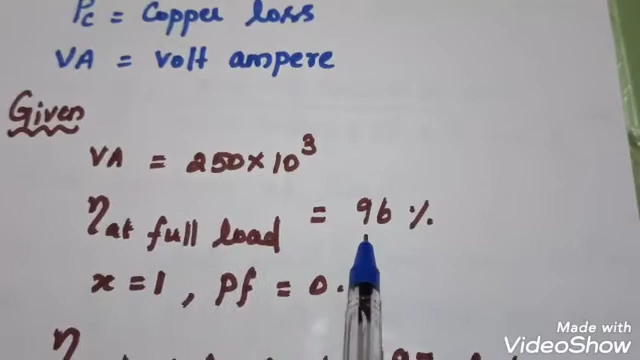 Pc = Copper loss
VA = volt ampere
Given
VA = 250 × 10³
η at full load = 96 %
x = 1 , pf = 0.
η
Made with
VideoShow